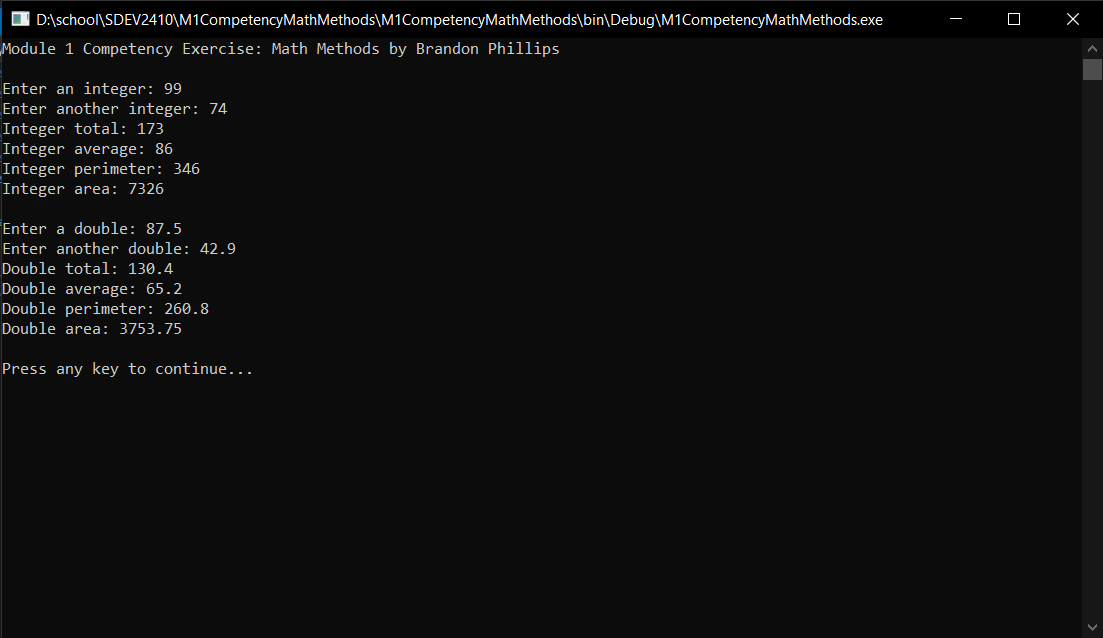 D:\school\SDEV2410\M1CompetencyMathMethods\M1CompetencyMathMethods\bin\Debug\M1CompetencyMathMethods.exe
Module 1 Competency Exercise: Math Methods by Brandon Phillips
Enter an integer: 99
Enter another integer: 74
Integer total: 173
Integer average: 86
Integer perimeter: 346
Integer area: 7326
Enter a double: 87.5
Enter another double: 42.9
Double total: 130.4
Double average: 65.2
Double perimeter: 260.8
Double area: 3753.75
Press any key to continue...